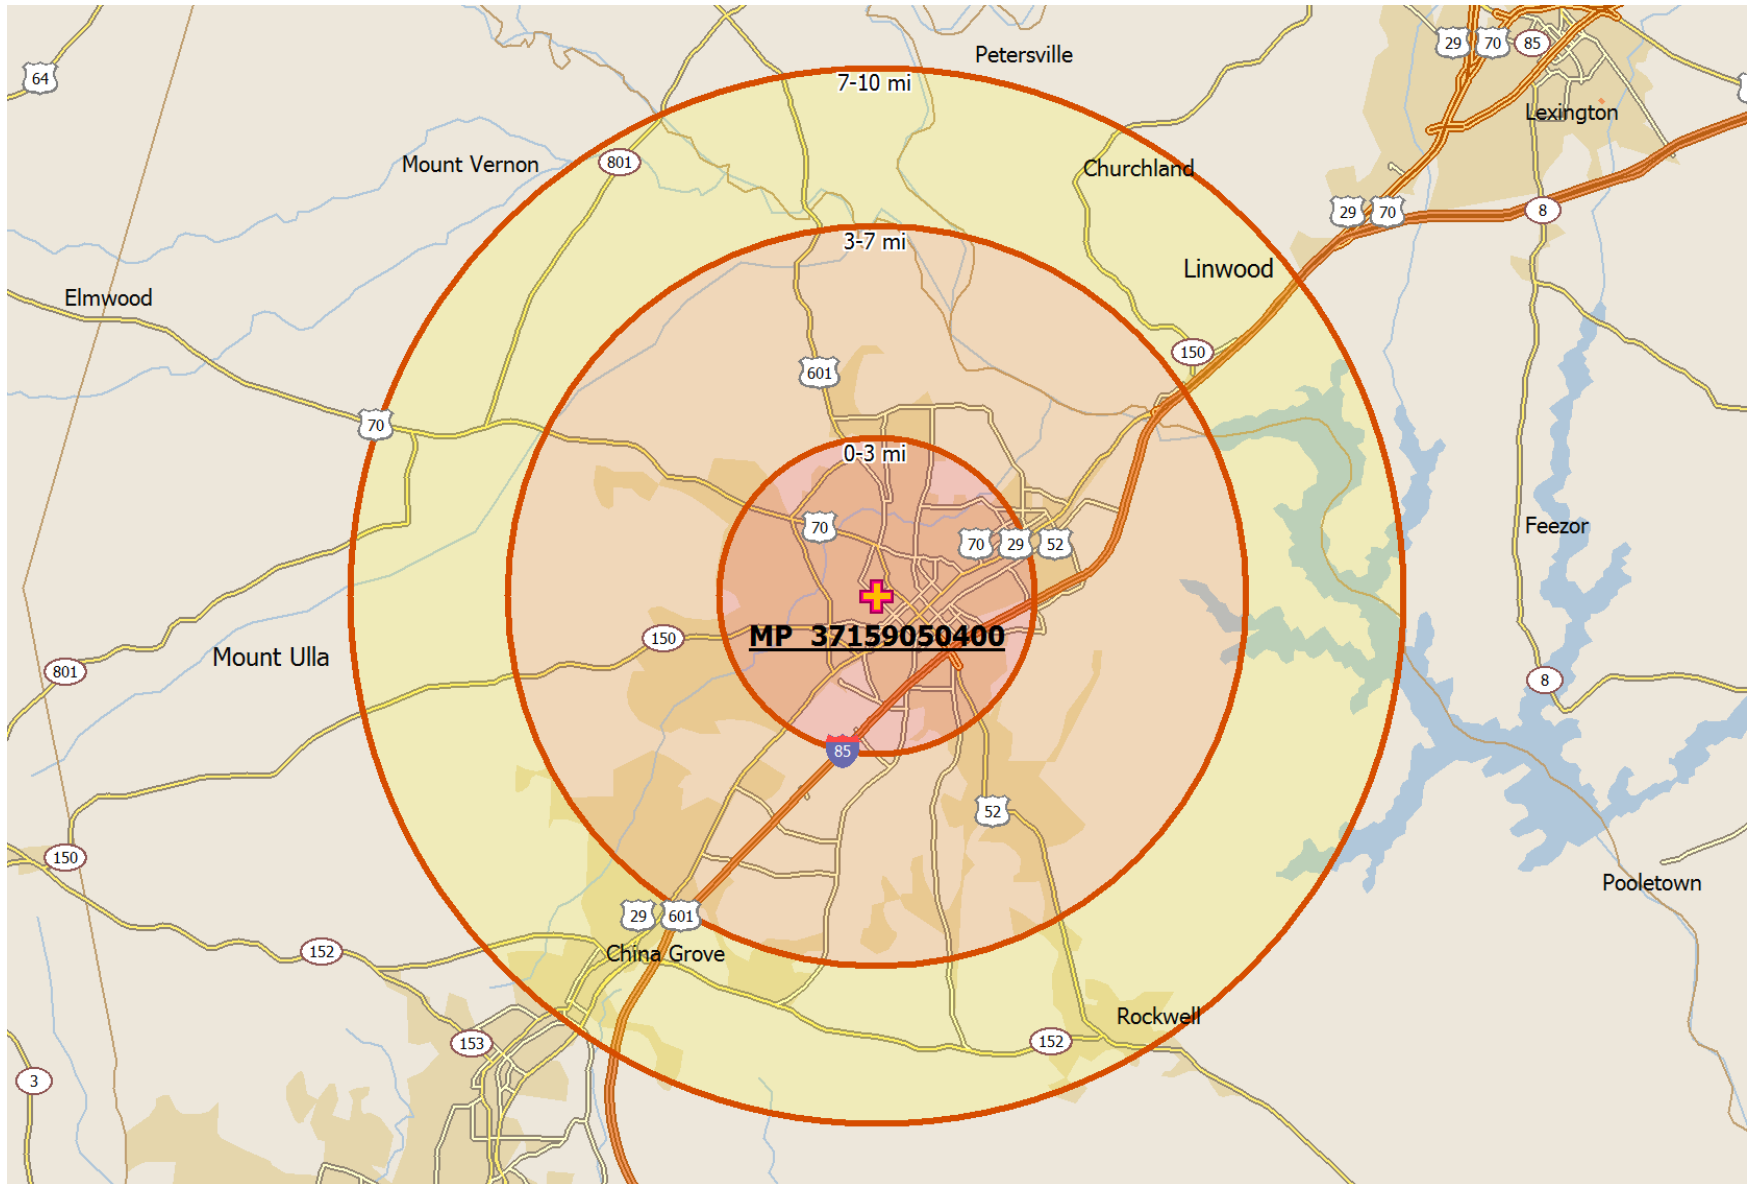 Petersville
29
70
85
64
7-10 mi
Lexington
801
Mount Vernon
Churchland
29
70
8
3-7 mi
Linwood
Elmwood
150
601
70
0-3 mi
70
70
29
52
Feezor
MP 37159050400
150
Mount Ulla
801
8
85
52
150
Pooletown
29
601
152
China Grove
Rockwell
153
152
3